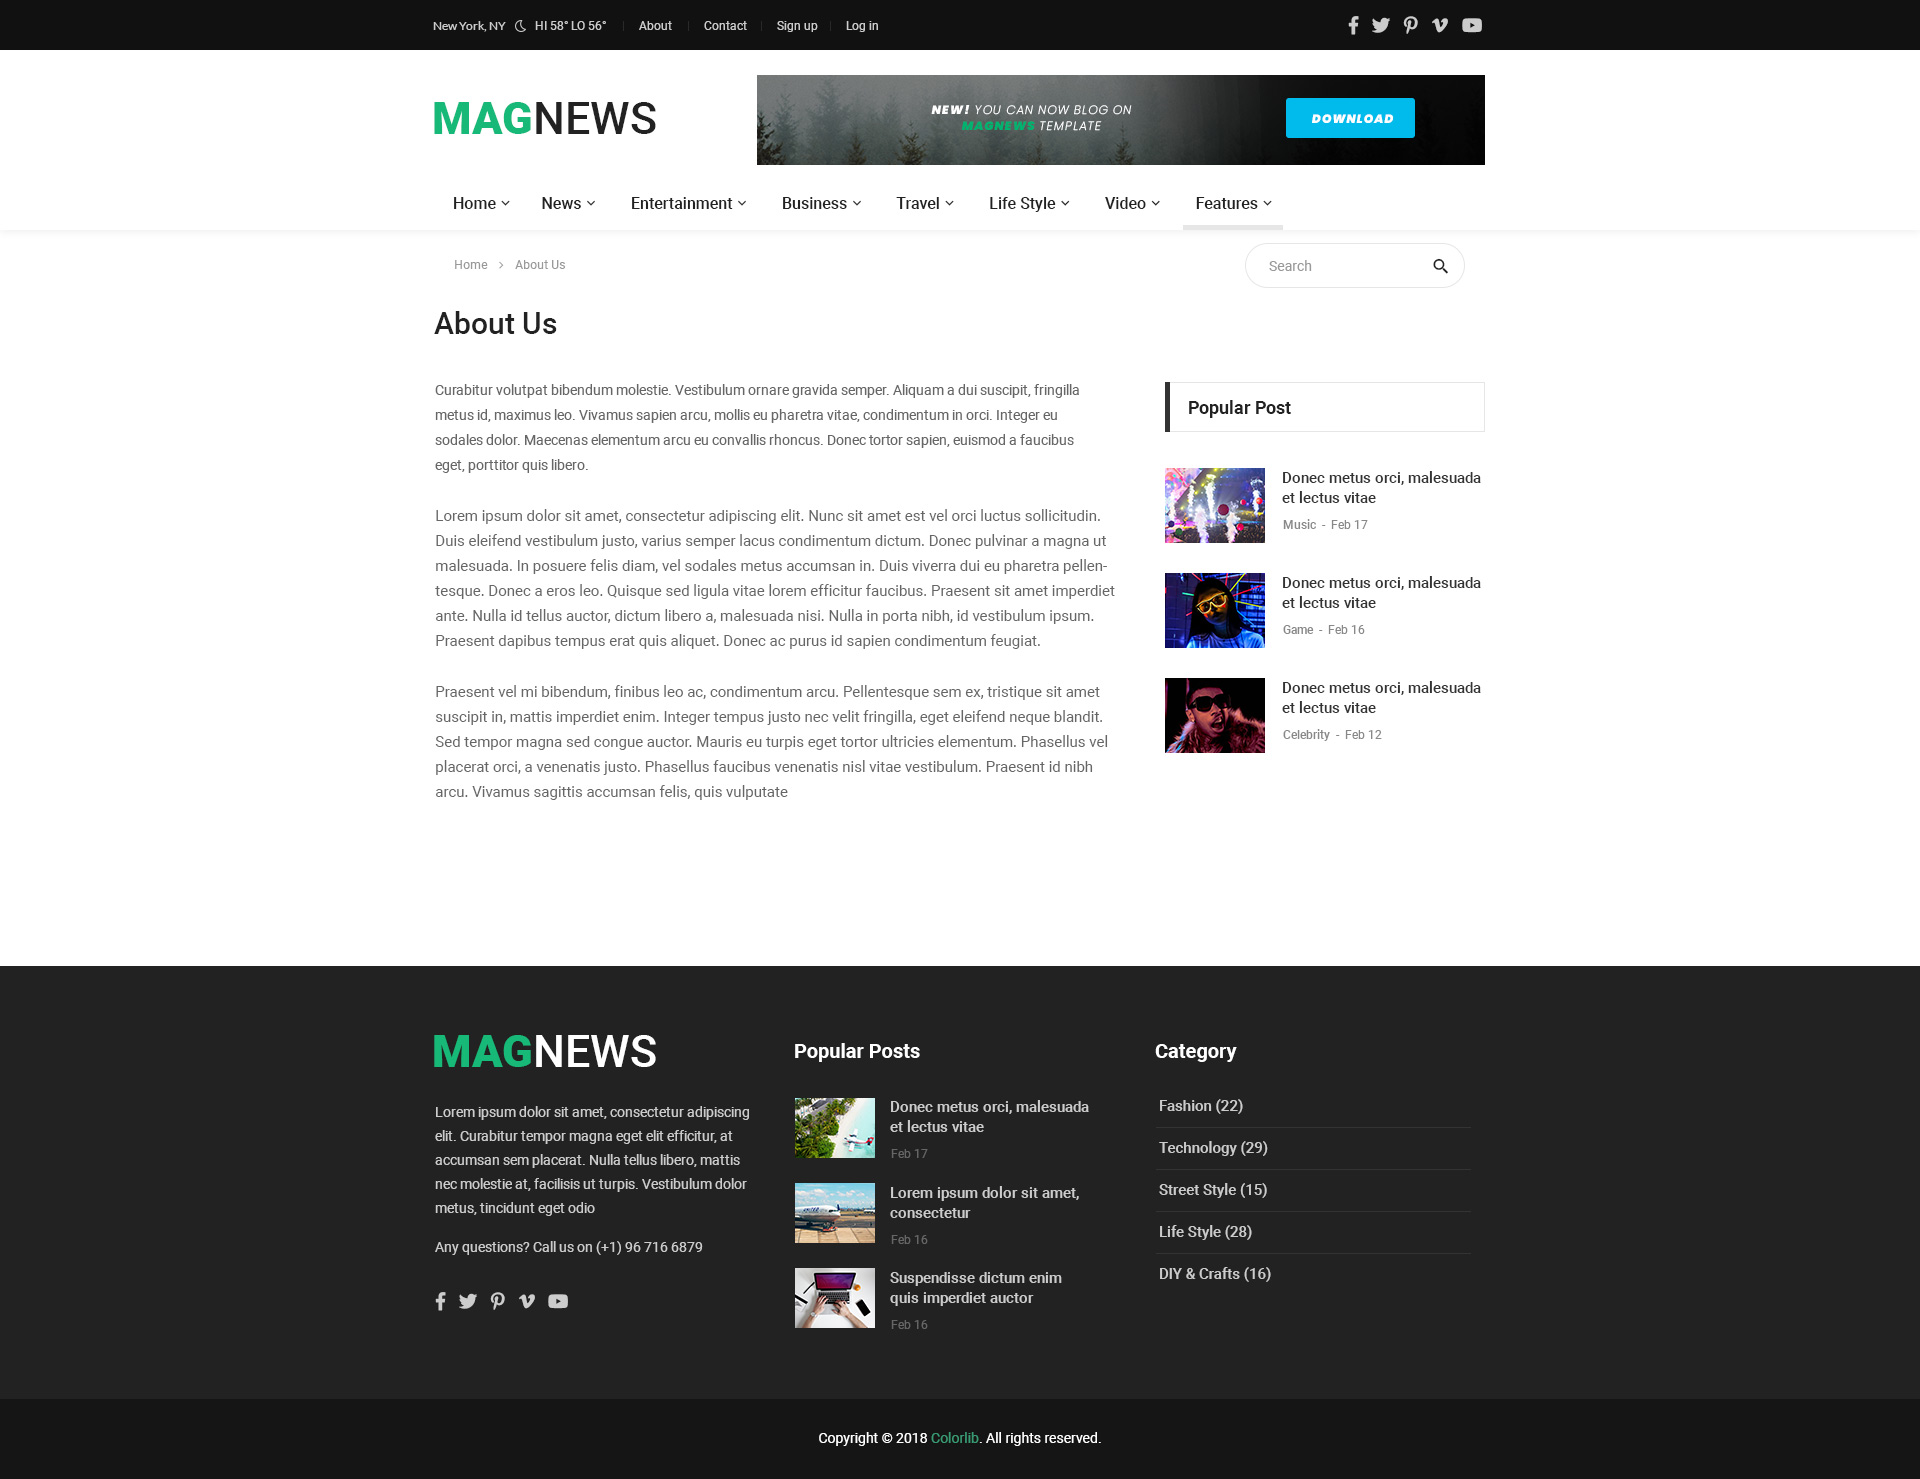 New York, NY HI 58° LO 56° About Contact Sign up Log in
MAGNEWS
NEW! YOU CAN NOW BLOG ON
MAGNEWS TEMPLATE
DOWNLOAD
Home News Entertainment Business Travel Life Style Video Features
Home > About Us
Search
About Us
Curabitur volutpat bibendum molestie. Vestibulum ornare gravida semper. Aliquam a dui suscipit, fringilla
metus id, maximus leo. Vivamus sapien arcu, mollis eu pharetra vitae, condimentum in orci. Integer eu
sodales dolor. Maecenas elementum arcu eu convallis rhoncus. Donec tortor sapien, euismod a faucibus
eget, porttitor quis libero.
Lorem ipsum dolor sit amet, consectetur adipiscing elit. Nunc sit amet est vel orci luctus sollicitudin.
Duis eleifend vestibulum justo, varius semper lacus condimentum dictum. Donec pulvinar a magna ut
malesuada. In posuere felis diam, vel sodales metus accumsan in. Duis viverra dui eu pharetra pellen-
tesque. Donec a eros leo. Quisque sed ligula vitae lorem efficitur faucibus. Praesent sit amet imperdiet
ante. Nulla id tellus auctor, dictum libero a, malesuada nisi. Nulla in porta nibh, id vestibulum ipsum.
Praesent dapibus tempus erat quis aliquet. Donec ac purus id sapien condimentum feugiat.
Praesent vel mi bibendum, finibus leo ac, condimentum arcu. Pellentesque sem ex, tristique sit amet
suscipit in, mattis imperdiet enim. Integer tempus justo nec velit fringilla, eget eleifend neque blandit.
Sed tempor magna sed congue auctor. Mauris eu turpis eget tortor ultricies elementum. Phasellus vel
placerat orci, a venenatis justo. Phasellus faucibus venenatis nisl vitae vestibulum. Praesent id nibh
arcu. Vivamus sagittis accumsan felis, quis vulputate
Popular Post
Donec metus orci, malesuada
et lectus vitae
Music - Feb 17
Donec metus orci, malesuada
et lectus vitae
Game - Feb 16
Donec metus orci, malesuada
et lectus vitae
Celebrity - Feb 12
MAGNEWS
Lorem ipsum dolor sit amet, consectetur adipiscing
elit. Curabitur tempor magna eget elit efficitur, at
accumsan sem placerat. Nulla tellus libero, mattis
nec molestie at, facilisis ut turpis. Vestibulum dolor
metus, tincidunt eget odio
Any questions? Call us on (+1) 96 716 6879
Popular Posts
Donec metus orci, malesuada
et lectus vitae
Feb 17
Lorem ipsum dolor sit amet,
consectetur
Feb 16
Suspendisse dictum enim
quis imperdiet auctor
Feb 16
Category
Fashion (22)
Technology (29)
Street Style (15)
Life Style (28)
DIY & Crafts (16)
Copyright © 2018 Colorlib. All rights reserved.